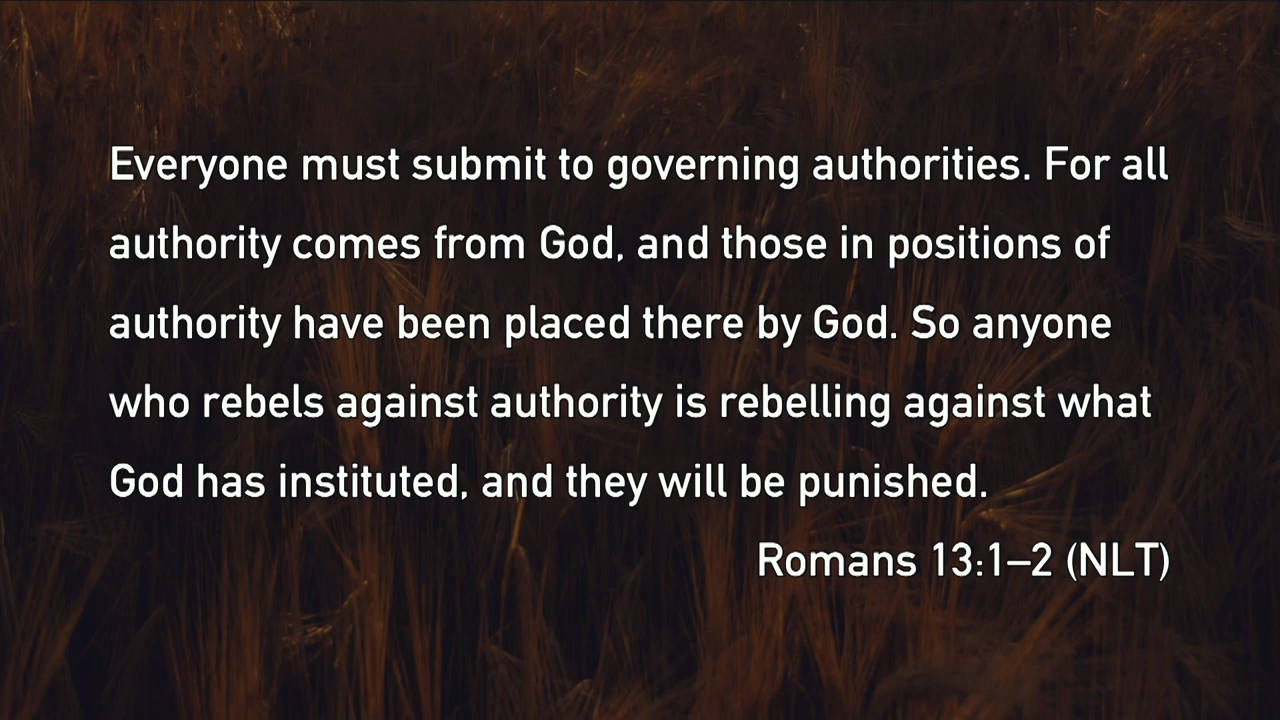 Everyone must submit to governing authorities. For all
authority comes from God, and those in positions of
authority have been placed there by God. So anyone
who rebels against authority is rebelling against what
God has instituted, and they will be punished.
Romans 13:1–2 (NLT)